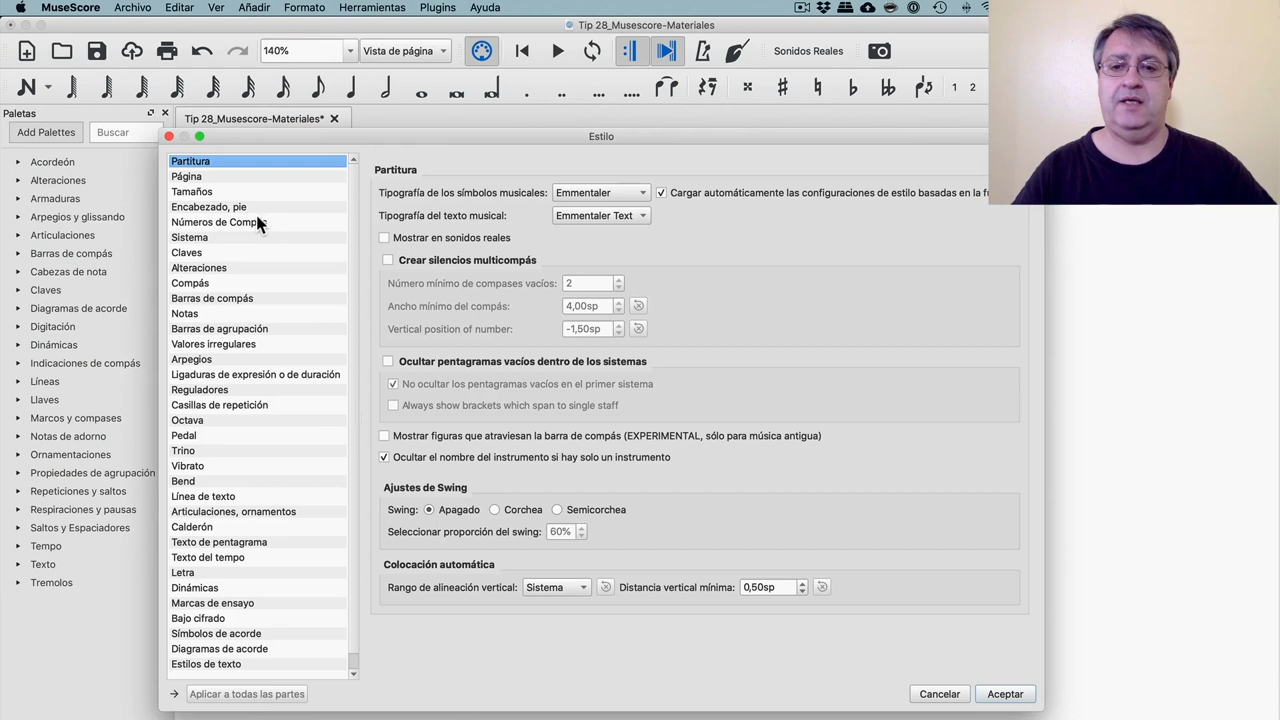 MuseScore Archivo Editar Ver Añadir Formato Herramientas Plugins Ayuda
Tip 28_Musescore-Materiales
140% Vista de página Sonidos Reales
1 2
Paletas
Tip 28_Musescore-Materiales*
Add Palettes Buscar
Acordeón
Alteraciones
Armaduras
Arpegios y glissando
Articulaciones
Barras de compás
Cabezas de nota
Claves
Diagramas de acorde
Digitación
Dinámicas
Indicaciones de compás
Líneas
Llaves
Marcos y compases
Notas de adorno
Ornamentaciones
Propiedades de agrupación
Repeticiones y saltos
Respiraciones y pausas
Saltos y Espaciadores
Tempo
Texto
Tremolos
Estilo
Partitura
Página
Tamaños
Encabezado, pie
Números de Compás
Sistema
Claves
Alteraciones
Compás
Barras de compás
Notas
Barras de agrupación
Valores irregulares
Arpegios
Ligaduras de expresión o de duración
Reguladores
Casillas de repetición
Octava
Pedal
Trino
Vibrato
Bend
Línea de texto
Articulaciones, ornamentos
Calderón
Texto de pentagrama
Texto del tempo
Letra
Dinámicas
Marcas de ensayo
Bajo cifrado
Símbolos de acorde
Diagramas de acorde
Estilos de texto
Partitura
Tipografía de los símbolos musicales: Emmentaler Cargar automáticamente las configuraciones de estilo basadas en la fu
Tipografía del texto musical: Emmentaler Text
Mostrar en sonidos reales
Crear silencios multicompás
Número mínimo de compases vacíos: 2
Ancho mínimo del compás: 4,00sp
Vertical position of number: -1,50sp
Ocultar pentagramas vacíos dentro de los sistemas
No ocultar los pentagramas vacíos en el primer sistema
Always show brackets which span to single staff
Mostrar figuras que atraviesan la barra de compás (EXPERIMENTAL, sólo para música antigua)
Ocultar el nombre del instrumento si hay solo un instrumento
Ajustes de Swing
Swing: Apagado Corchea Semicorchea
Seleccionar proporción del swing: 60%
Colocación automática
Rango de alineación vertical: Sistema Distancia vertical mínima: 0,50sp
Aplicar a todas las partes Cancelar Aceptar